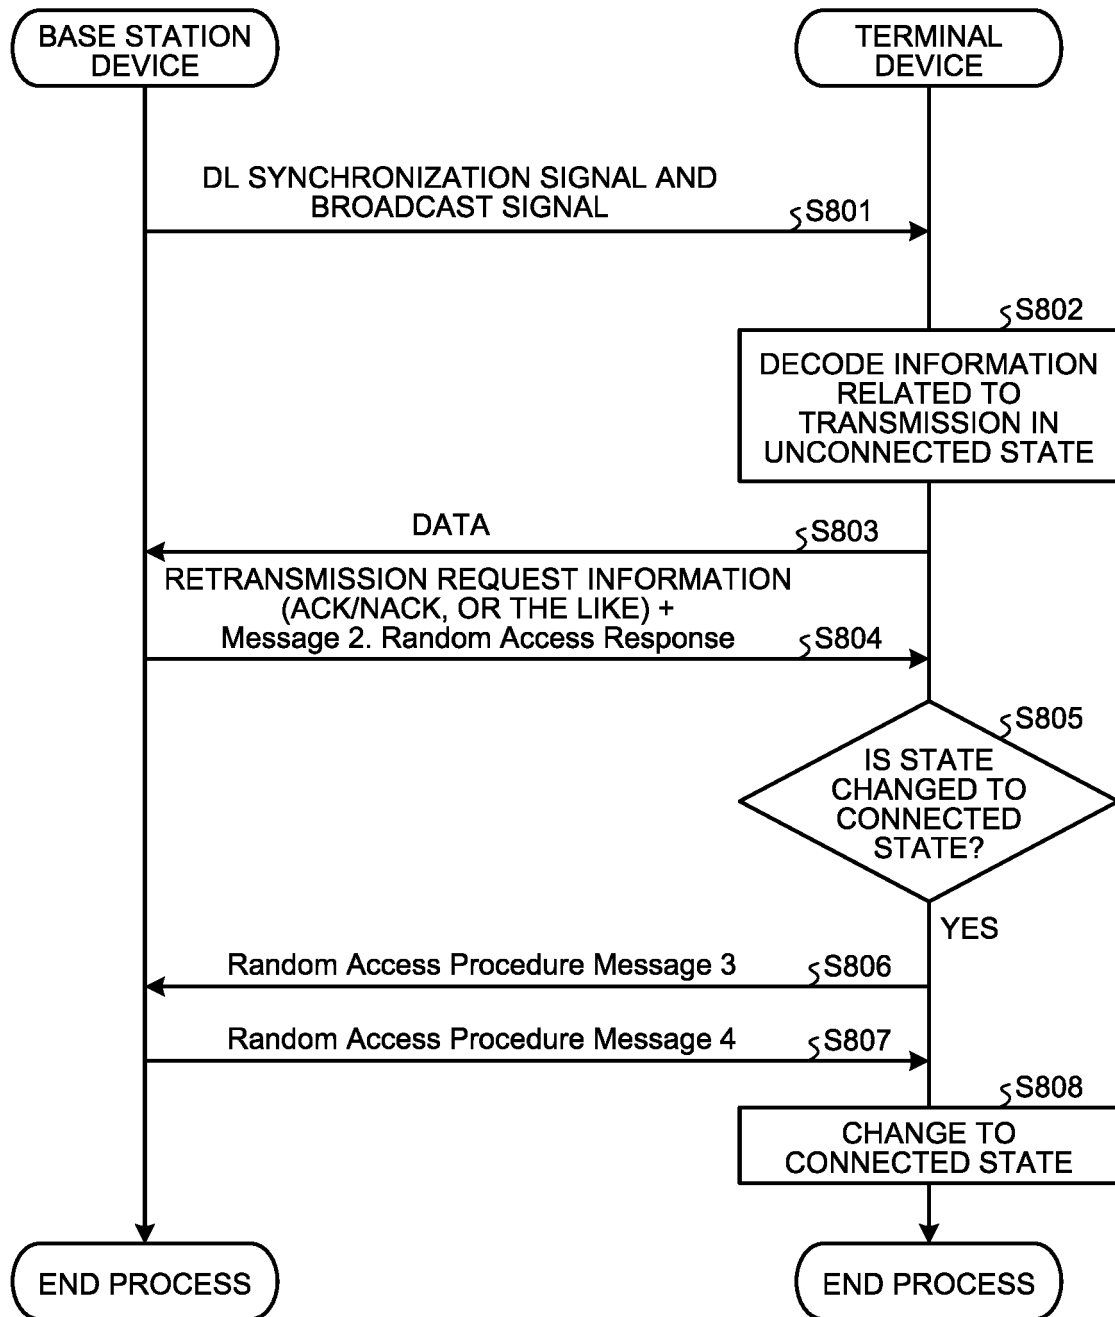 BASE STATION
DEVICE
TERMINAL
DEVICE
DL SYNCHRONIZATION SIGNAL AND
BROADCAST SIGNAL
S801
S802
DECODE INFORMATION
RELATED TO
TRANSMISSION IN
UNCONNECTED STATE
DATA
S803
RETRANSMISSION REQUEST INFORMATION
(ACK/NACK, OR THE LIKE) +
Message 2. Random Access Response
S804
S805
IS STATE
CHANGED TO
CONNECTED
STATE?
YES
Random Access Procedure Message 3
S806
Random Access Procedure Message 4
S807
S808
CHANGE TO
CONNECTED STATE
END PROCESS
END PROCESS